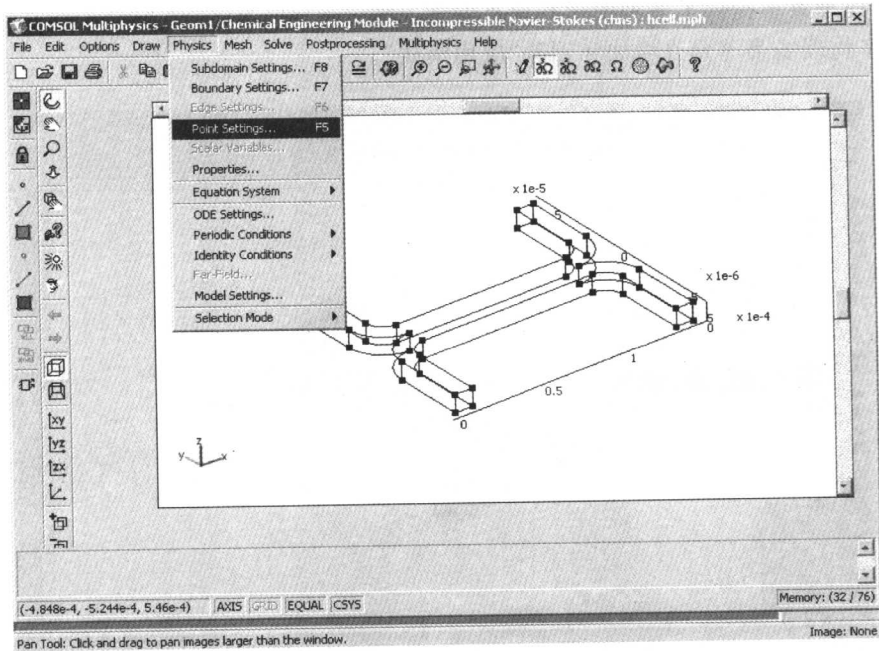 COMSOL Multiphysics - Geom1/Chemical Engineering Module - Incompressible Navier-Stokes (chns) : hcell.mph
File Edit Options Draw Physics Mesh Solve Postprocessing Multiphysics Help
Subdomain Settings... F8
Boundary Settings... F7
Edge Settings... F6
Point Settings... F5
Scalar Variables...
Properties...
Equation System
ODE Settings...
Periodic Conditions
Identity Conditions
Far-Field...
Model Settings...
Selection Mode
x 1e-5
5
0
x 1e-6
5
0
x 1e-4
1
0.5
0
z
y
x
xy
yz
zx
(-4.848e-4, -5.244e-4, 5.46e-4) AXIS GRID EQUAL CSYS
Memory: (32 / 76)
Pan Tool: Click and drag to pan images larger than the window.
Image: None